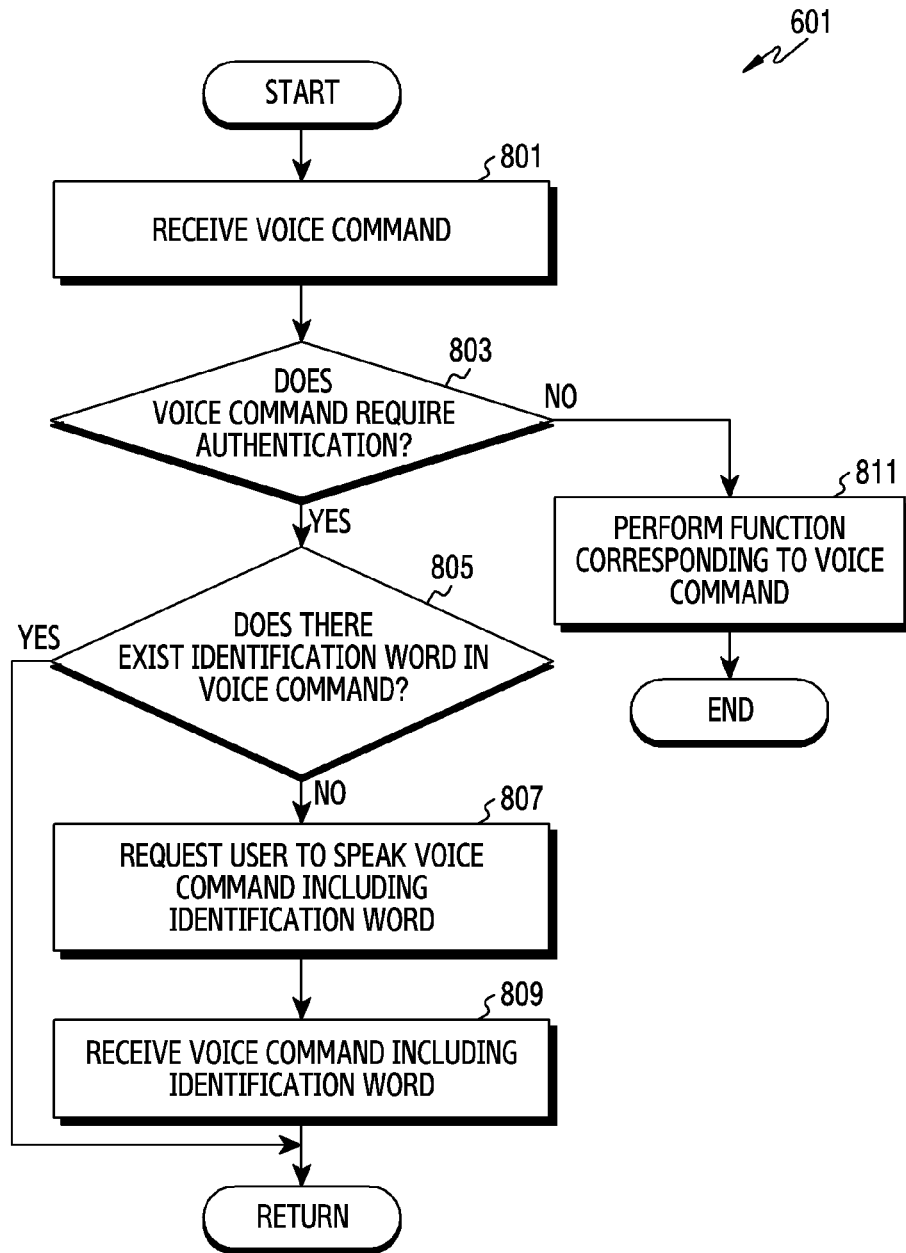 601
START
801
RECEIVE VOICE COMMAND
803
DOES
VOICE COMMAND REQUIRE
AUTHENTICATION?
NO
YES
811
PERFORM FUNCTION
CORRESPONDING TO VOICE
COMMAND
END
805
DOES THERE
EXIST IDENTIFICATION WORD IN
VOICE COMMAND?
YES
NO
807
REQUEST USER TO SPEAK VOICE
COMMAND INCLUDING
IDENTIFICATION WORD
809
RECEIVE VOICE COMMAND INCLUDING
IDENTIFICATION WORD
RETURN